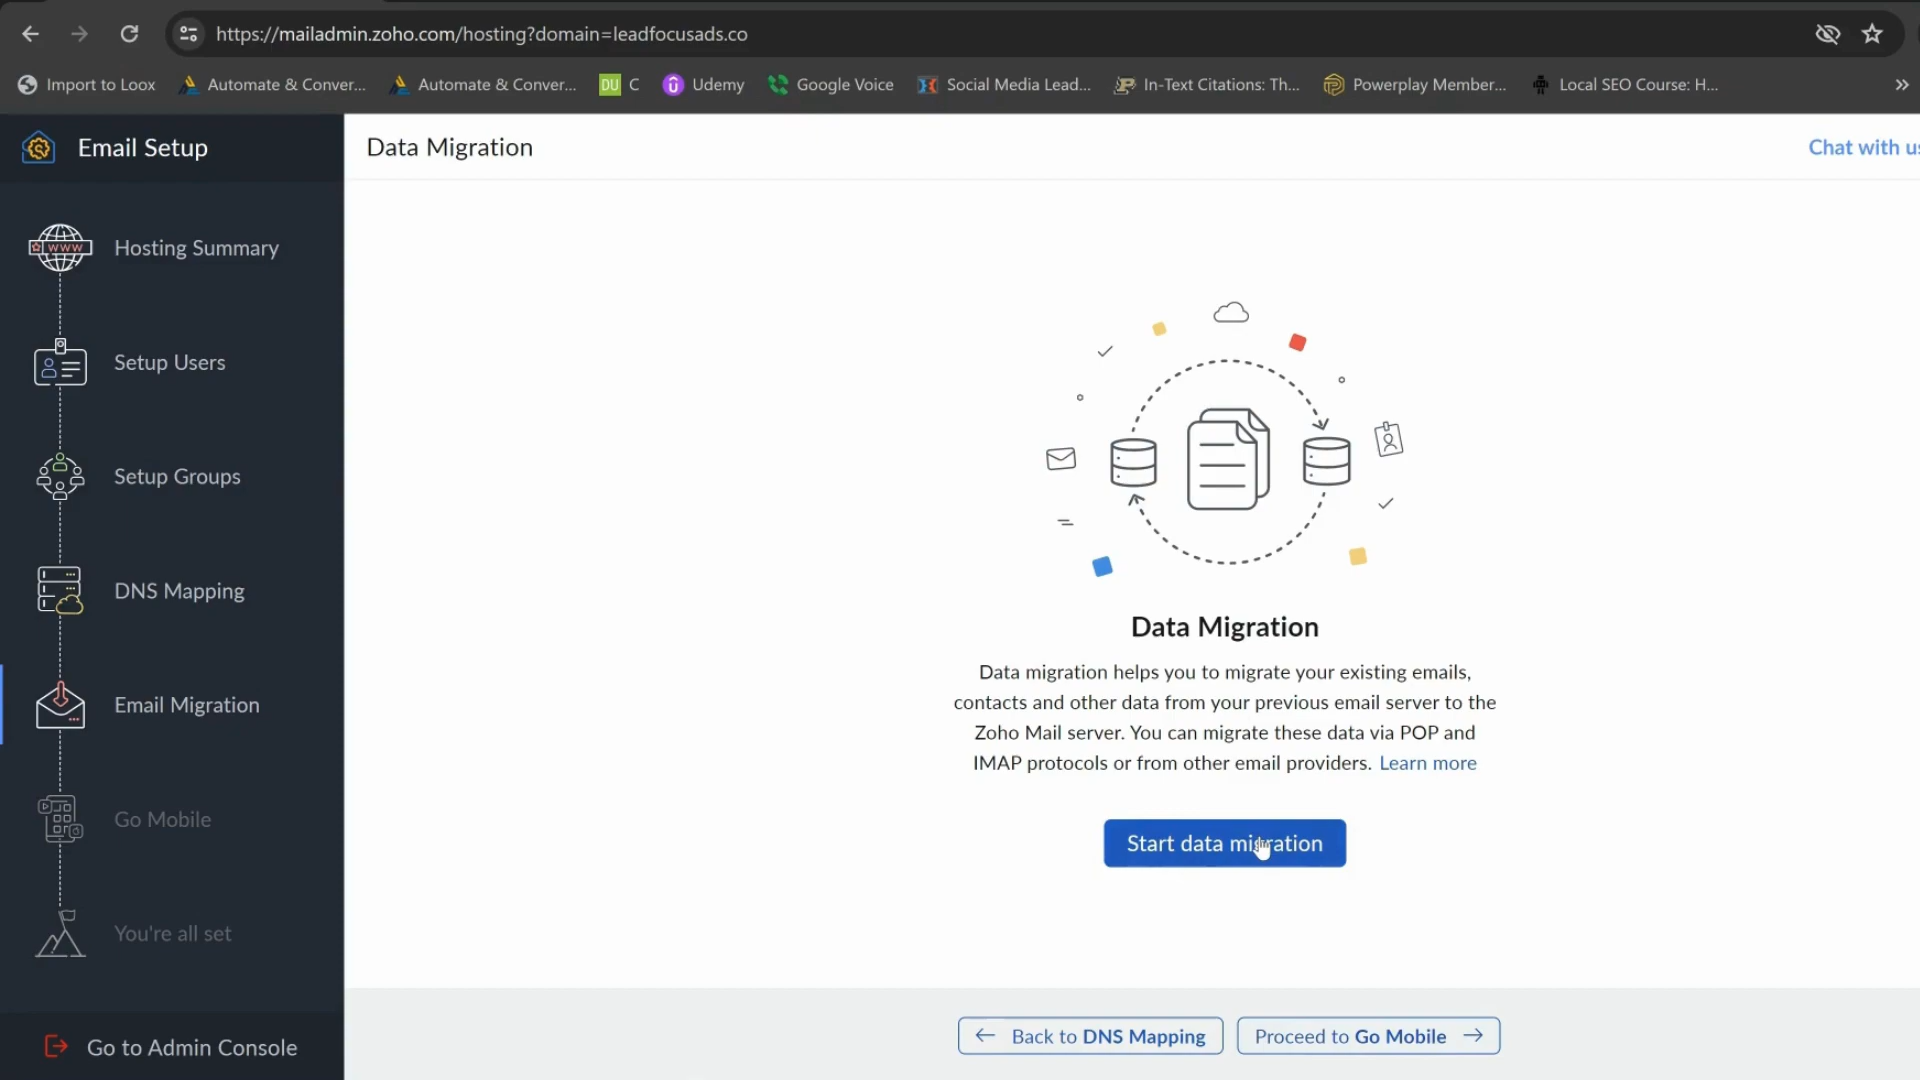 https://mailadmin.zoho.com/hosting?domain=leadfocusads.co
Import to Loox
Automate & Conver...
Automate & Conver...
DU C
Udemy
Google Voice
Social Media Lead...
In-Text Citations: Th...
Powerplay Member...
Local SEO Course: H...
Email Setup
Data Migration
Chat with us
WWW
Hosting Summary
Setup Users
Setup Groups
DNS Mapping
Email Migration
Go Mobile
You're all set
Go to Admin Console
Data Migration
Data migration helps you to migrate your existing emails,
contacts and other data from your previous email server to the
Zoho Mail server. You can migrate these data via POP and
IMAP protocols or from other email providers. Learn more
Start data migration
Back to DNS Mapping
Proceed to Go Mobile